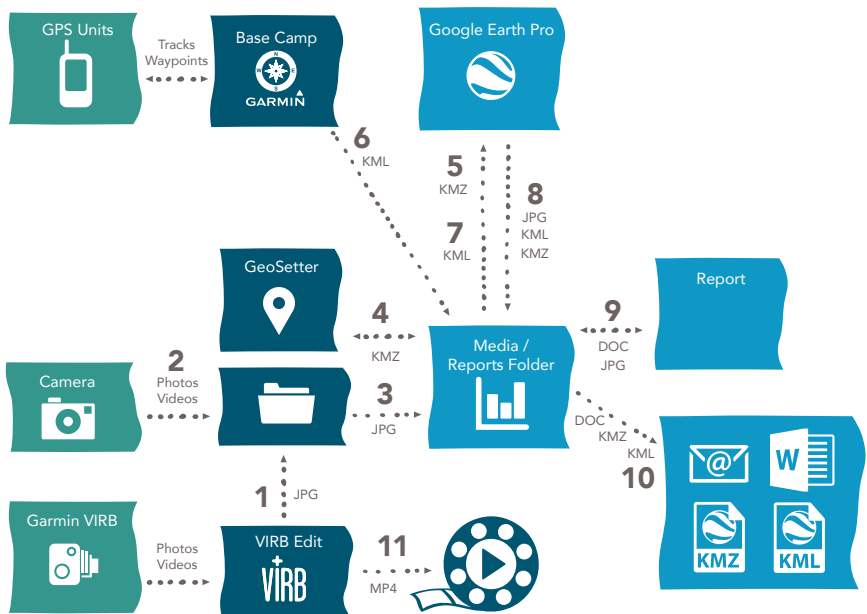 GPS Units
Tracks
Waypoints
Base Camp
N
W
E
S
GARMIN
Google Earth Pro
6
KML
5
KMZ
7
KML
8
JPG
KML
KMZ
GeoSetter
4
KMZ
Media /
Reports Folder
9
DOC
JPG
Report
Camera
2
Photos
Videos
3
JPG
DOC
KMZ
KML
10
@
W
KMZ
KML
1
JPG
Garmin VIRB
Photos
Videos
VIRB Edit
VIRB
11
MP4